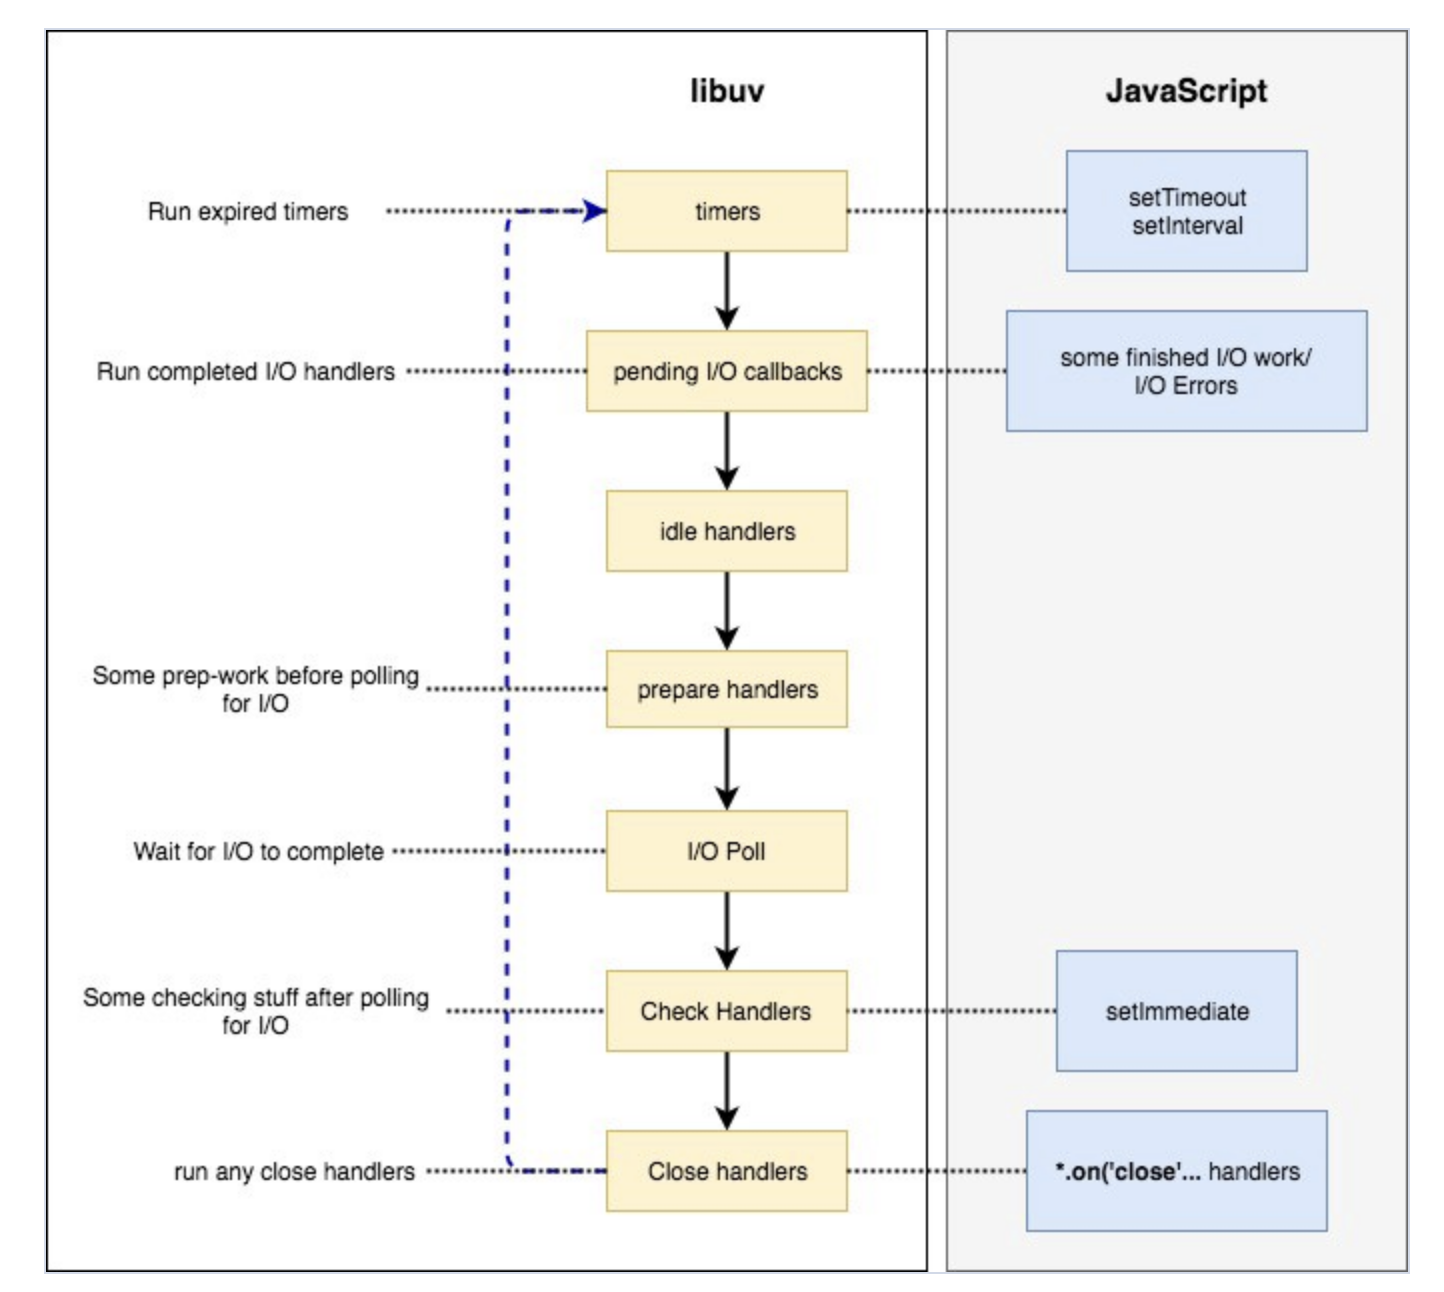 libuv
JavaScript
Run expired timers
timers
setTimeout
setInterval
Run completed I/O handlers
pending I/O callbacks
some finished I/O work/
I/O Errors
idle handlers
Some prep-work before polling
for I/O
prepare handlers
Wait for I/O to complete
I/O Poll
Some checking stuff after polling
for I/O
Check Handlers
setImmediate
run any close handlers
Close handlers
*.on('close'... handlers